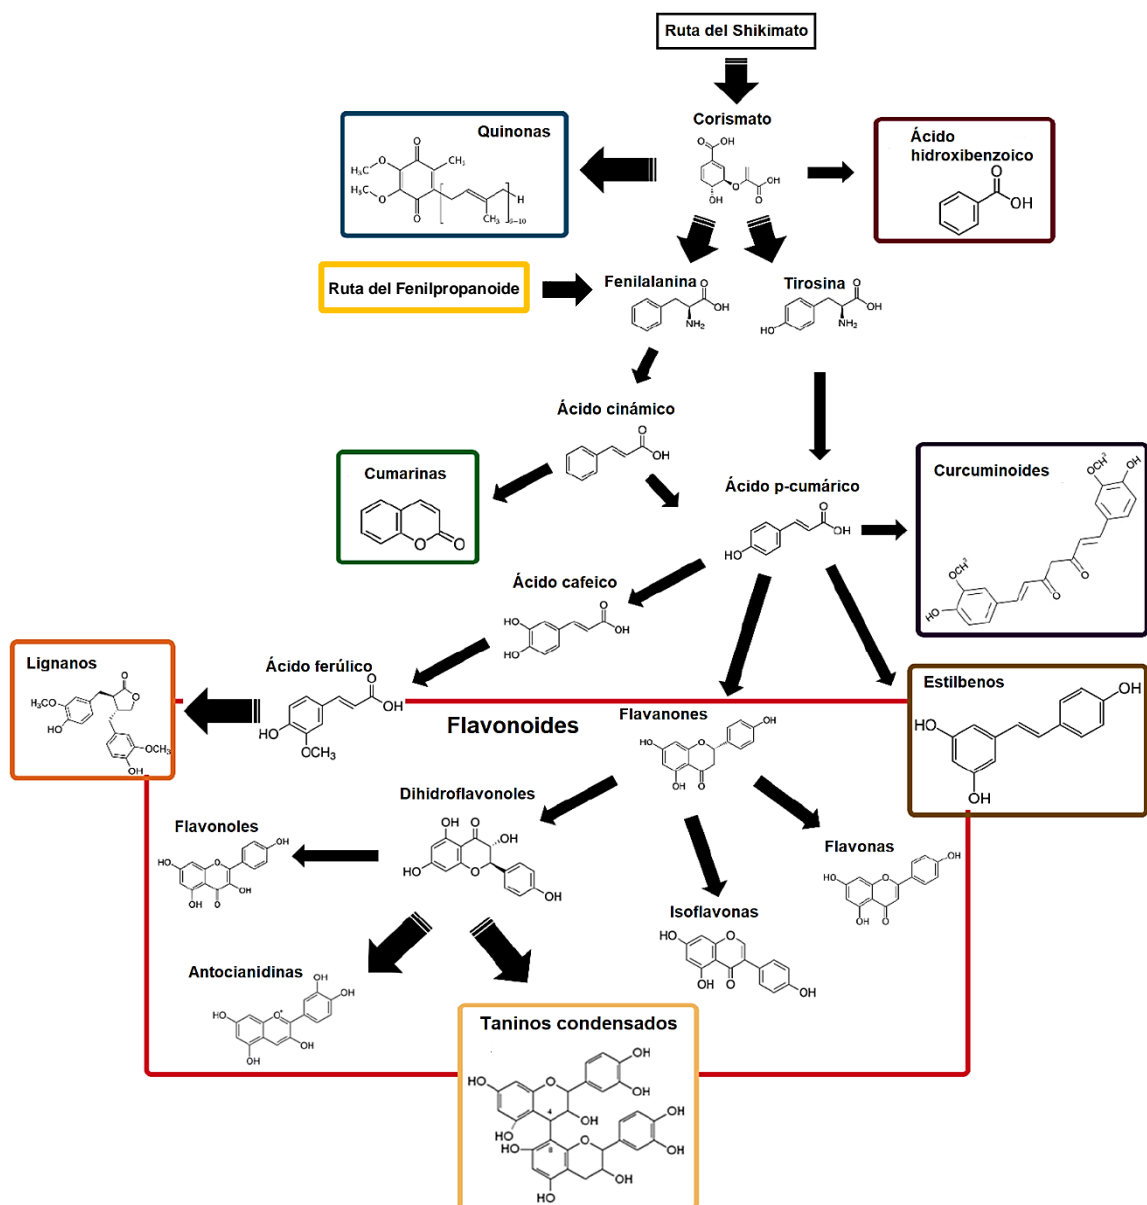 Ruta del Shikimato
Corismato
Quinonas
Ácido
hidroxibenzoico
Ruta del Fenilpropanoide
Fenilalanina
Tirosina
Ácido cinámico
Cumarinas
Ácido p-cumárico
Curcuminoides
Ácido cafeico
Lignanos
Ácido ferúlico
Estilbenos
Flavonoides
Flavanones
Dihidroflavonoles
Flavonoles
Flavonas
Isoflavonas
Antocianidinas
Taninos condensados